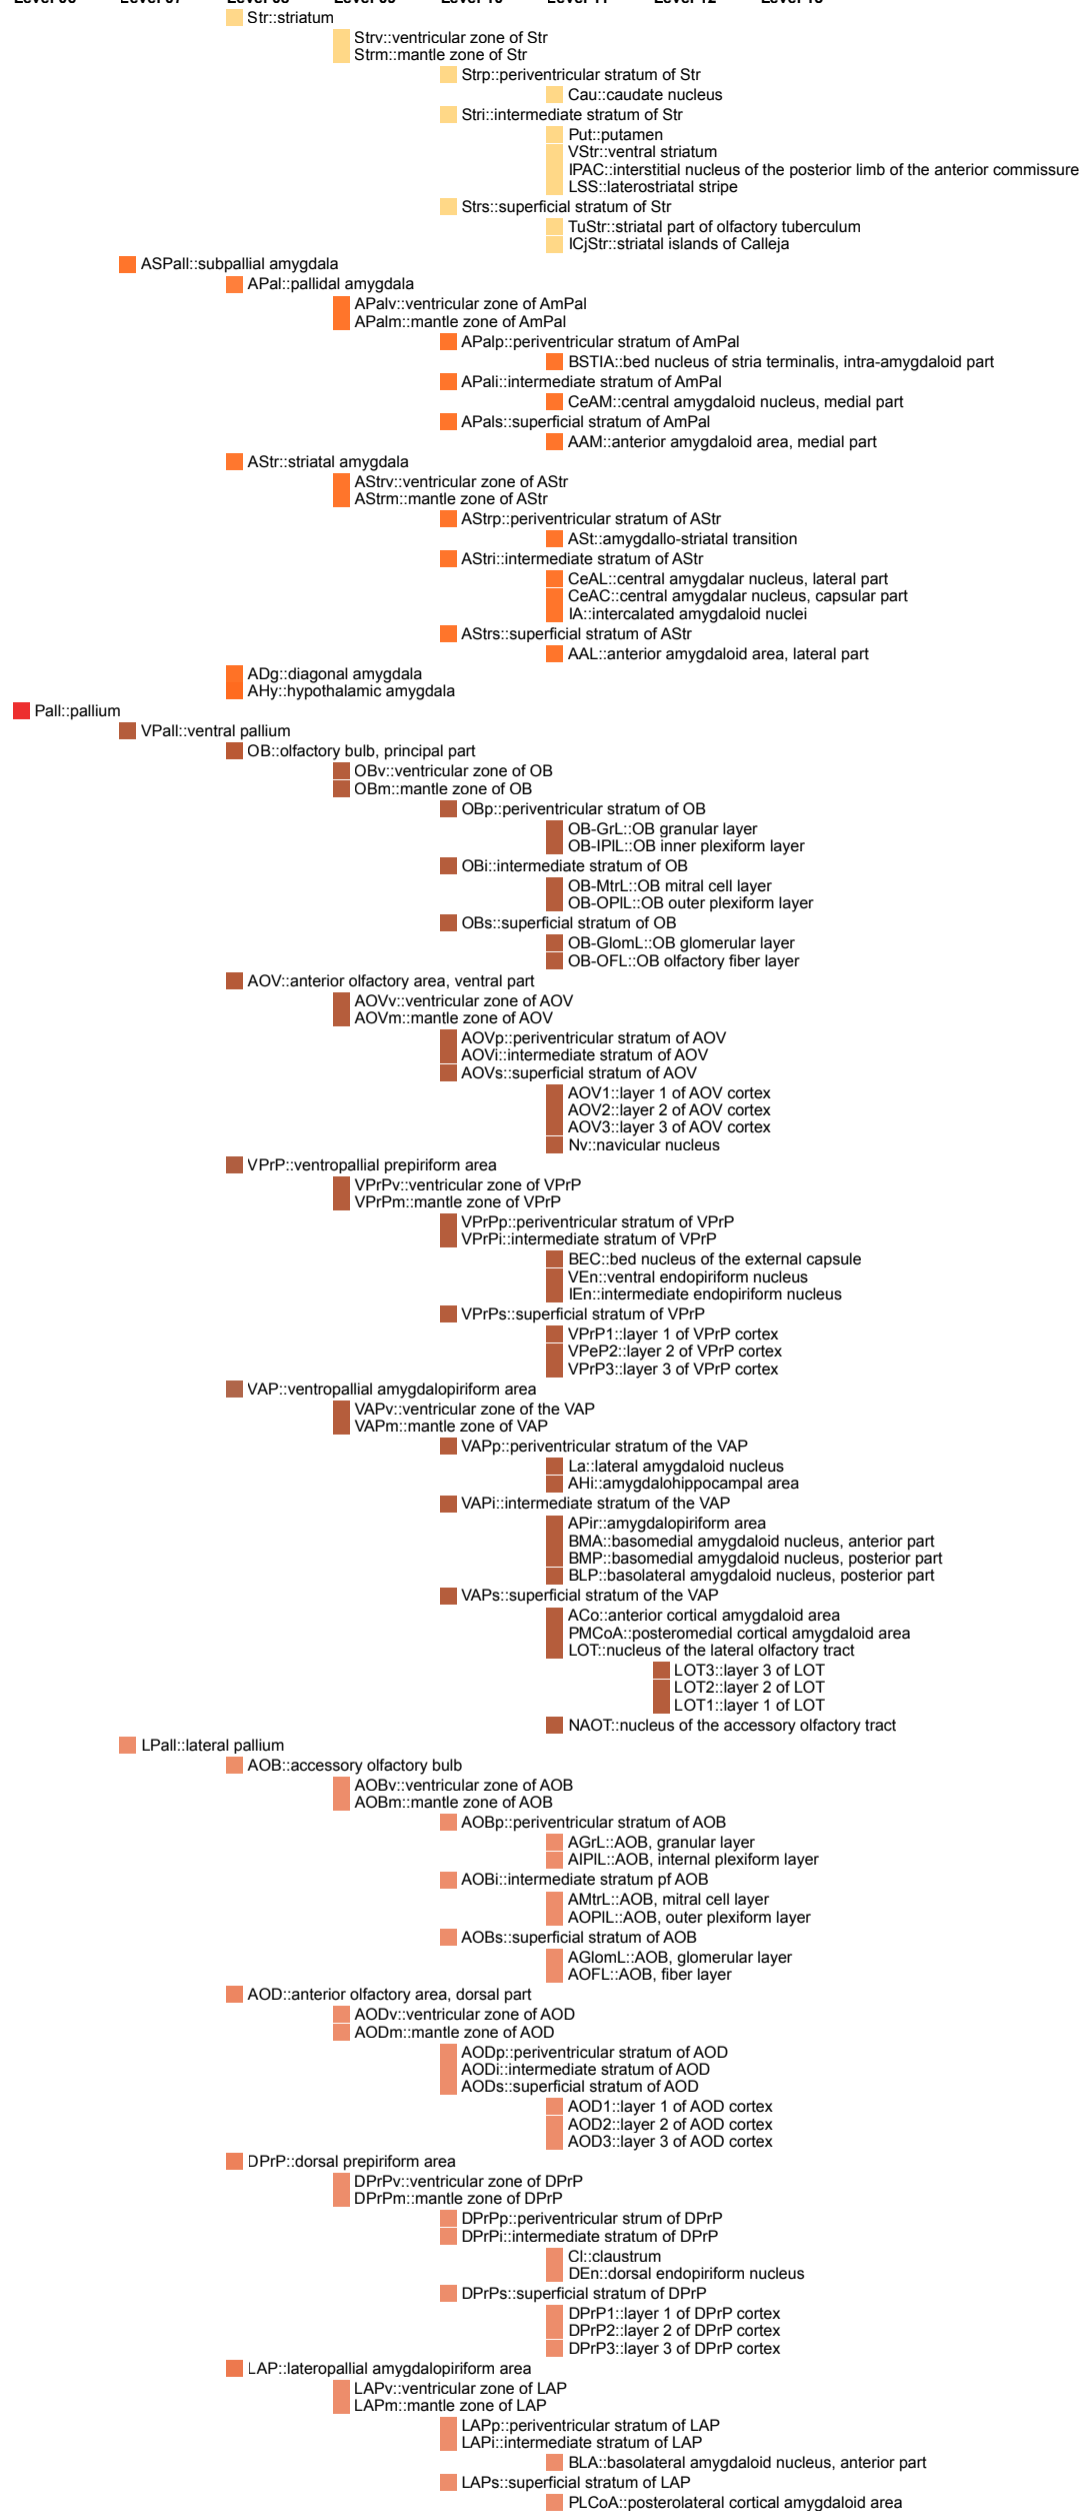 Str::striatum
Strv::ventricular zone of Str
Strm::mantle zone of Str
Strp::periventricular stratum of Str
Cau::caudate nucleus
Stri::intermediate stratum of Str
Put::putamen
VStr::ventral striatum
IPAC::interstitial nucleus of the posterior limb of the anterior commissure
LSS::laterostriatal stripe
Strs::superficial stratum of Str
TuStr::striatal part of olfactory tuberculum
ICjStr::striatal islands of Calleja
ASPall::subpallial amygdala
APal::pallidal amygdala
APalv::ventricular zone of AmPal
APalm::mantle zone of AmPal
APalp::periventricular stratum of AmPal
BSTIA::bed nucleus of stria terminalis, intra-amygdaloid part
APali::intermediate stratum of AmPal
CeAM::central amygdaloid nucleus, medial part
APals::superficial stratum of AmPal
AAM::anterior amygdaloid area, medial part
AStr::striatal amygdala
AStrv::ventricular zone of AStr
AStrm::mantle zone of AStr
AStrp::periventricular stratum of AStr
ASt::amygdallo-striatal transition
AStri::intermediate stratum of AStr
CeAL::central amygdalar nucleus, lateral part
CeAC::central amygdalar nucleus, capsular part
IA::intercalated amygdaloid nuclei
AStrs::superficial stratum of AStr
AAL::anterior amygdaloid area, lateral part
ADg::diagonal amygdala
AHy::hypothalamic amygdala
Pall::pallium
VPall::ventral pallium
OB::olfactory bulb, principal part
OBv::ventricular zone of OB
OBm::mantle zone of OB
OBp::periventricular stratum of OB
OB-GrL::OB granular layer
OB-IPlL::OB inner plexiform layer
OBi::intermediate stratum of OB
OB-MtrL::OB mitral cell layer
OB-OPlL::OB outer plexiform layer
OBs::superficial stratum of OB
OB-GlomL::OB glomerular layer
OB-OFL::OB olfactory fiber layer
AOV::anterior olfactory area, ventral part
AOVv::ventricular zone of AOV
AOVm::mantle zone of AOV
AOVp::periventricular stratum of AOV
AOVi::intermediate stratum of AOV
AOVs::superficial stratum of AOV
AOV1::layer 1 of AOV cortex
AOV2::layer 2 of AOV cortex
AOV3::layer 3 of AOV cortex
Nv::navicular nucleus
VPrP::ventropallial prepiriform area
VPrPv::ventricular zone of VPrP
VPrPm::mantle zone of VPrP
VPrPp::periventricular stratum of VPrP
VPrPi::intermediate stratum of VPrP
BEC::bed nucleus of the external capsule
VEn::ventral endopiriform nucleus
IEn::intermediate endopiriform nucleus
VPrPs::superficial stratum of VPrP
VPrP1::layer 1 of VPrP cortex
VPeP2::layer 2 of VPrP cortex
VPrP3::layer 3 of VPrP cortex
VAP::ventropallial amygdalopiriform area
VAPv::ventricular zone of the VAP
VAPm::mantle zone of VAP
VAPp::periventricular stratum of the VAP
La::lateral amygdaloid nucleus
AHi::amygdalohippocampal area
VAPi::intermediate stratum of the VAP
APir::amygdalopiriform area
BMA::basomedial amygdaloid nucleus, anterior part
BMP::basomedial amygdaloid nucleus, posterior part
BLP::basolateral amygdaloid nucleus, posterior part
VAPs::superficial stratum of the VAP
ACo::anterior cortical amygdaloid area
PMCoA::posteromedial cortical amygdaloid area
LOT::nucleus of the lateral olfactory tract
LOT3::layer 3 of LOT
LOT2::layer 2 of LOT
LOT1::layer 1 of LOT
NAOT::nucleus of the accessory olfactory tract
LPall::lateral pallium
AOB::accessory olfactory bulb
AOBv::ventricular zone of AOB
AOBm::mantle zone of AOB
AOBp::periventricular stratum of AOB
AGrL::AOB, granular layer
AIPlL::AOB, internal plexiform layer
AOBi::intermediate stratum pf AOB
AMtrL::AOB, mitral cell layer
AOPlL::AOB, outer plexiform layer
AOBs::superficial stratum of AOB
AGlomL::AOB, glomerular layer
AOFL::AOB, fiber layer
AOD::anterior olfactory area, dorsal part
AODv::ventricular zone of AOD
AODm::mantle zone of AOD
AODp::periventricular stratum of AOD
AODi::intermediate stratum of AOD
AODs::superficial stratum of AOD
AOD1::layer 1 of AOD cortex
AOD2::layer 2 of AOD cortex
AOD3::layer 3 of AOD cortex
DPrP::dorsal prepiriform area
DPrPv::ventricular zone of DPrP
DPrPm::mantle zone of DPrP
DPrPp::periventricular strum of DPrP
DPrPi::intermediate stratum of DPrP
Cl::claustrum
DEn::dorsal endopiriform nucleus
DPrPs::superficial stratum of DPrP
DPrP1::layer 1 of DPrP cortex
DPrP2::layer 2 of DPrP cortex
DPrP3::layer 3 of DPrP cortex
LAP::lateropallial amygdalopiriform area
LAPv::ventricular zone of LAP
LAPm::mantle zone of LAP
LAPp::periventricular stratum of LAP
LAPi::intermediate stratum of LAP
BLA::basolateral amygdaloid nucleus, anterior part
LAPs::superficial stratum of LAP
PLCoA::posterolateral cortical amygdaloid area